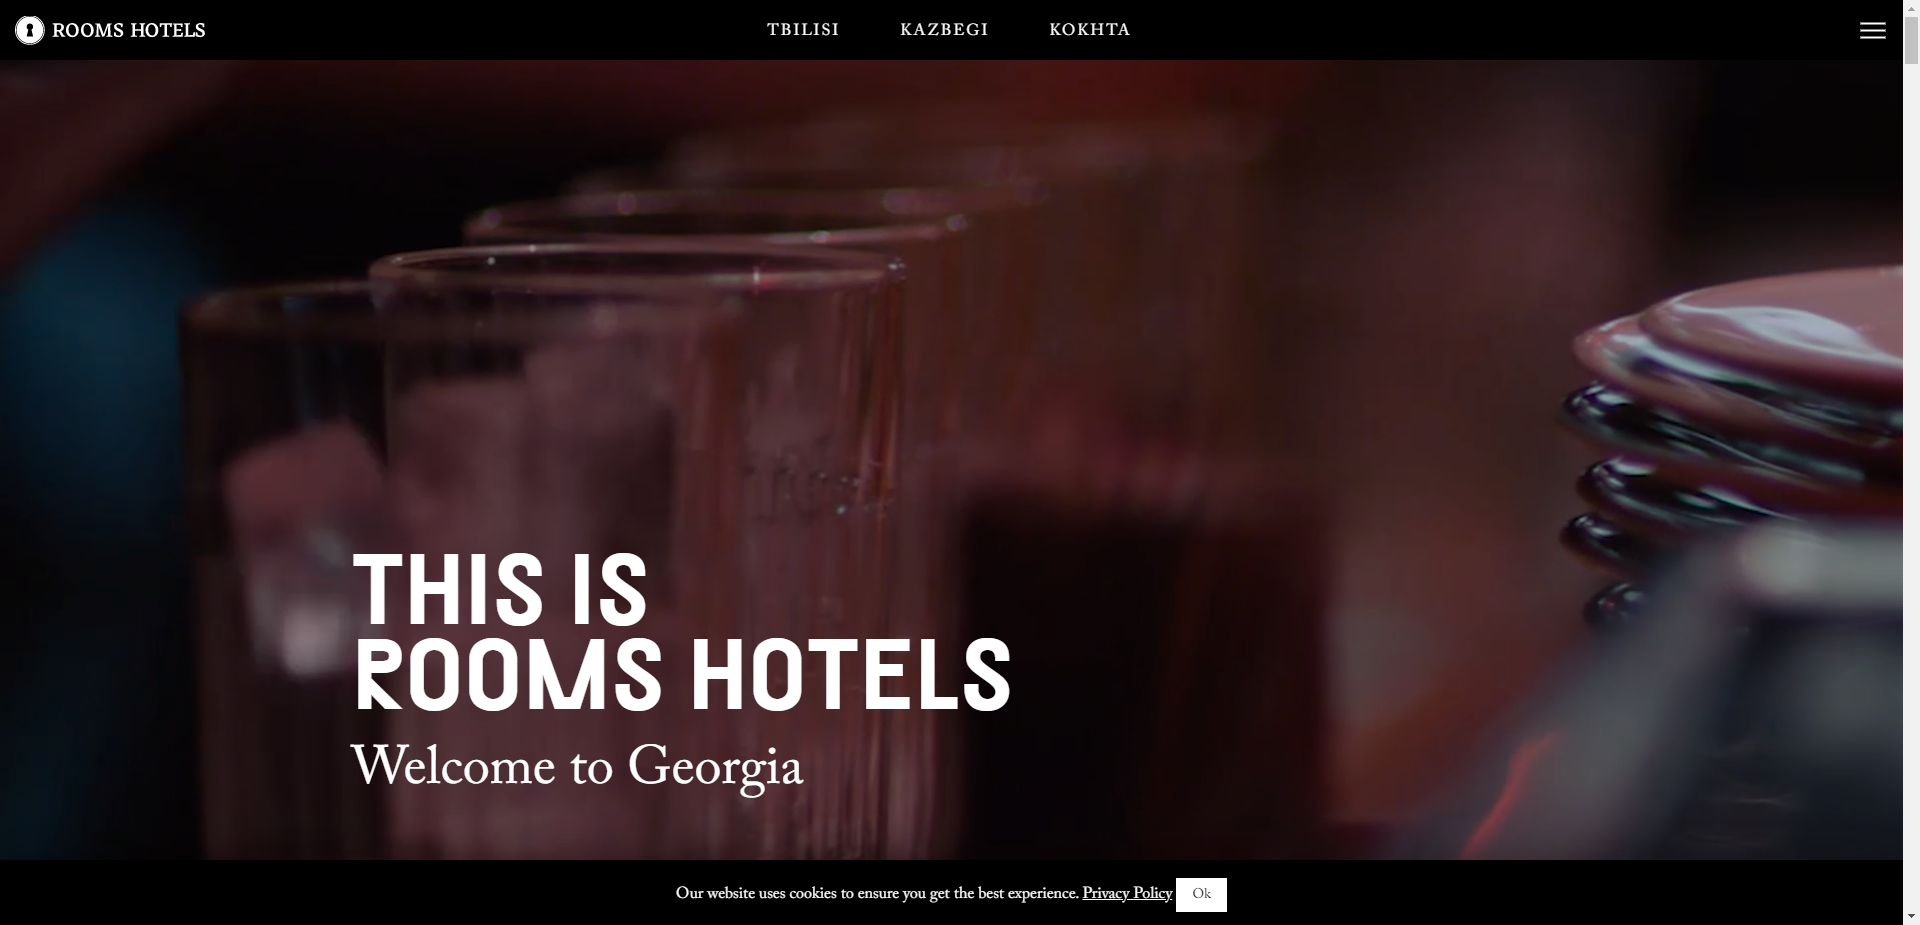 ROOMS HOTELS
TBILISI
KAZBEGI
KOKHTA
THIS IS
ROOMS HOTELS
Welcome to Georgia
Our website uses cookies to ensure you get the best experience. Privacy Policy Ok